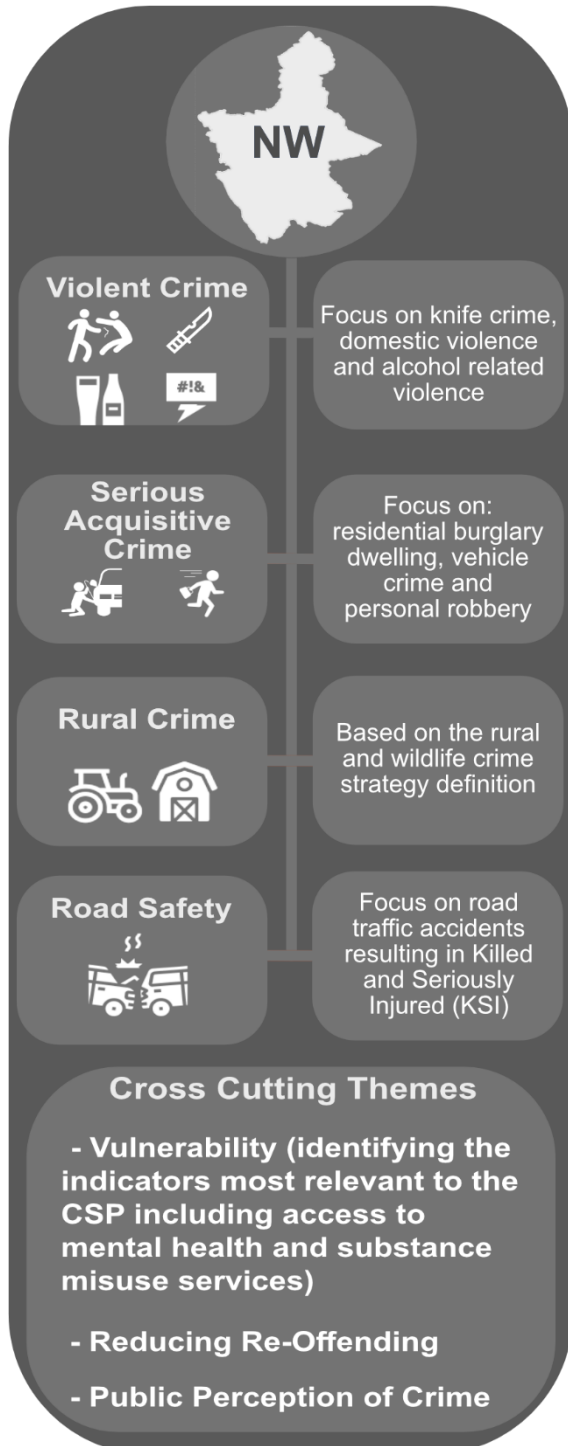 NW
Violent Crime
#!&
Focus on knife crime,
domestic violence
and alcohol related
violence
Serious
Acquisitive
Crime
Focus on:
residential burglary
dwelling, vehicle
crime and
personal robbery
Rural Crime
Based on the rural
and wildlife crime
strategy definition
Road Safety
Focus on road
traffic accidents
resulting in Killed
and Seriously
Injured (KSI)
Cross Cutting Themes
- Vulnerability (identifying the
indicators most relevant to the
CSP including access to
mental health and substance
misuse services)
- Reducing Re-Offending
- Public Perception of Crime